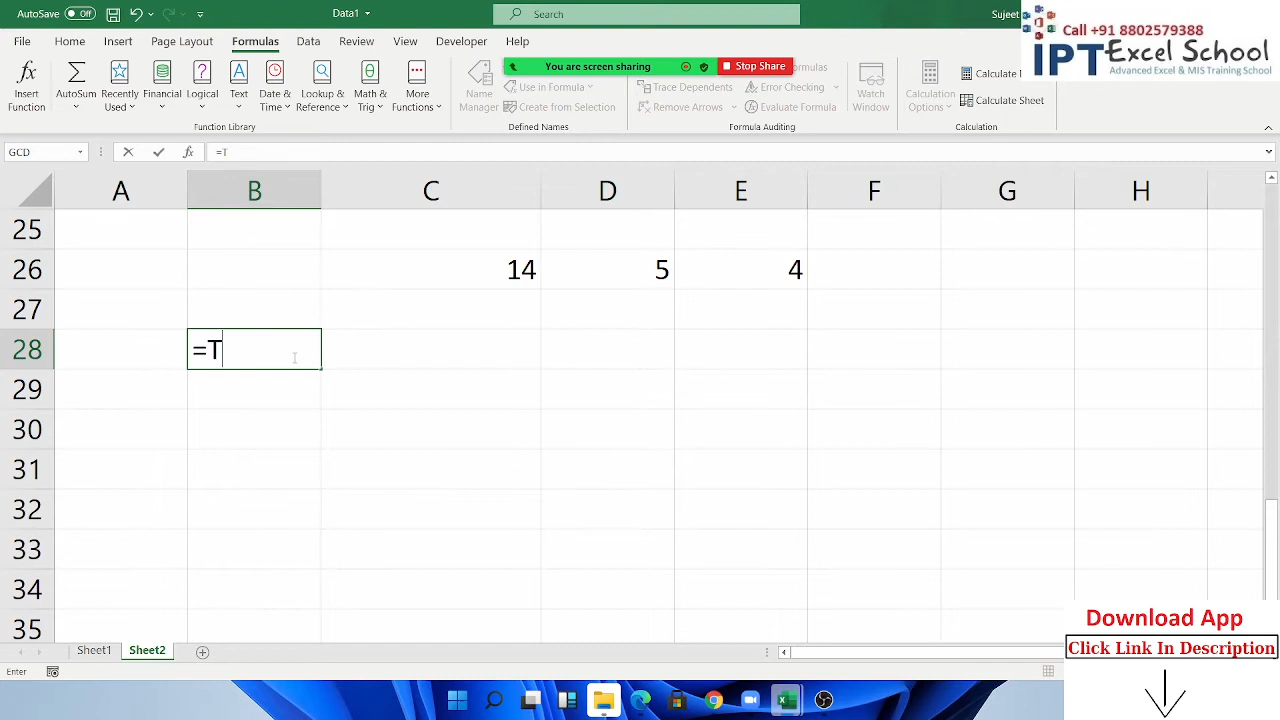 AutoSave Off Data1 Search Sujeet
Call +91 8802579388
IPT Excel School
Advanced Excel & MIS Training School
File Home Insert Page Layout Formulas Data Review View Developer Help
You are screen sharing Stop Share
Insert Function
AutoSum
Recently Used
Financial
Logical
Text
Date & Time
Lookup & Reference
Math & Trig
More Functions
Function Library
Name Manager
Use in Formula
Create from Selection
Defined Names
Trace Dependents
Remove Arrows
Formulas
Error Checking
Evaluate Formula
Formula Auditing
Watch Window
Calculation Options
Calculate
Calculate Sheet
Calculation
GCD fx =T
A B C D E F G H
25
26 14 5 4
27
28 =T
29
30
31
32
33
34
35
Sheet1 Sheet2
Enter
Download App
Click Link In Description